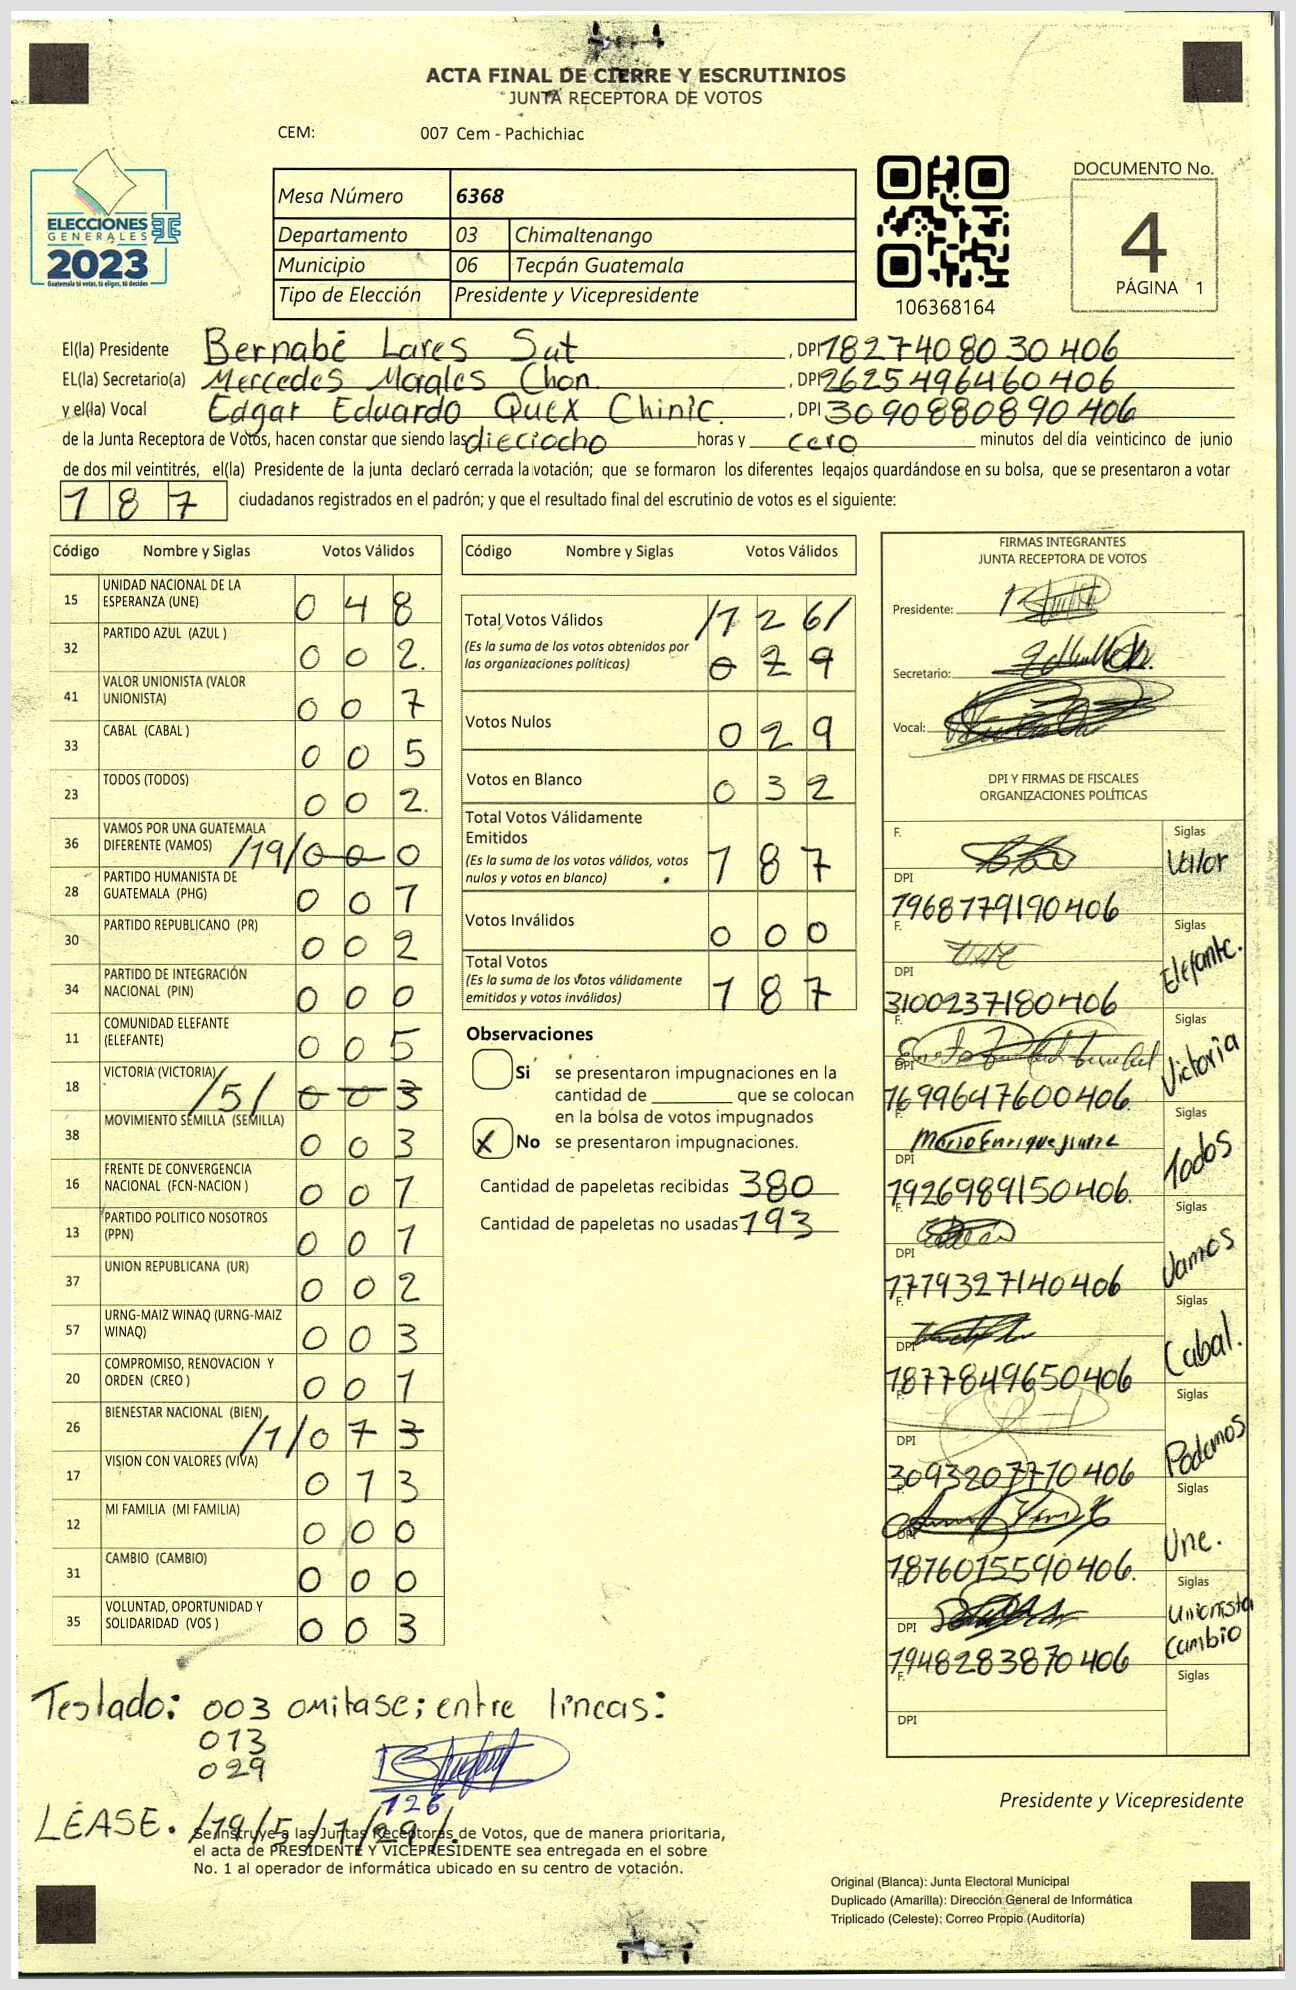 ACTA FINAL DE CIERRE Y ESCRUTINIOS
JUNTA RECEPTORA DE VOTOS
CEM: 007 Cem - Pachichiac
ELECCIONES
GENERALES
2023
Guatemala tú votas, tú eliges, tú decides
Mesa Número 6368
Departamento 03 Chimaltenango
Municipio 06 Tecpán Guatemala
Tipo de Elección Presidente y Vicepresidente
106368164
DOCUMENTO No.
4
PÁGINA 1
El(la) Presidente Bernabé Lares Sut, DPI 1827408030406
EL(la) Secretario(a) Mercedes Morales Chon, DPI 2625496460406
y el(la) Vocal Edgar Eduardo Quex Chinic., DPI 3090880890406
de la Junta Receptora de Votos, hacen constar que siendo las dieciocho horas y cero minutos del día veinticinco de junio
de dos mil veintitrés, el(la) Presidente de la junta declaró cerrada la votación; que se formaron los diferentes legajos guardándose en su bolsa, que se presentaron a votar
187 ciudadanos registrados en el padrón; y que el resultado final del escrutinio de votos es el siguiente:
Código Nombre y Siglas Votos Válidos
15 UNIDAD NACIONAL DE LA ESPERANZA (UNE) 0 4 8
32 PARTIDO AZUL (AZUL ) 0 0 2.
41 VALOR UNIONISTA (VALOR UNIONISTA) 0 0 7
33 CABAL (CABAL ) 0 0 5
23 TODOS (TODOS) 0 0 2.
36 VAMOS POR UNA GUATEMALA DIFERENTE (VAMOS) /19/ 0 0 0
28 PARTIDO HUMANISTA DE GUATEMALA (PHG) 0 0 1
30 PARTIDO REPUBLICANO (PR) 0 0 2
34 PARTIDO DE INTEGRACIÓN NACIONAL (PIN) 0 0 0
11 COMUNIDAD ELEFANTE (ELEFANTE) 0 0 5
18 VICTORIA (VICTORIA) /5/ 0 0 3
38 MOVIMIENTO SEMILLA (SEMILLA) 0 0 3
16 FRENTE DE CONVERGENCIA NACIONAL (FCN-NACION ) 0 0 1
13 PARTIDO POLITICO NOSOTROS (PPN) 0 0 1
37 UNION REPUBLICANA (UR) 0 0 2
57 URNG-MAIZ WINAQ (URNG-MAIZ WINAQ) 0 0 3
20 COMPROMISO, RENOVACION Y ORDEN (CREO ) 0 0 1
26 BIENESTAR NACIONAL (BIEN) /1/ 0 1 3
17 VISION CON VALORES (VIVA) 0 1 3
12 MI FAMILIA (MI FAMILIA) 0 0 0
31 CAMBIO (CAMBIO) 0 0 0
35 VOLUNTAD, OPORTUNIDAD Y SOLIDARIDAD (VOS ) 0 0 3
Código Nombre y Siglas Votos Válidos
Total Votos Válidos /1 2 6/
(Es la suma de los votos obtenidos por
las organizaciones políticas) 0 2 9
Votos Nulos 0 2 9
Votos en Blanco 0 3 2
Total Votos Válidamente
Emitidos
(Es la suma de los votos válidos, votos
nulos y votos en blanco) 1 8 7
Votos Inválidos 0 0 0
Total Votos
(Es la suma de los votos válidamente
emitidos y votos inválidos) 1 8 7
Observaciones
Si se presentaron impugnaciones en la
cantidad de ________ que se colocan
en la bolsa de votos impugnados
X No se presentaron impugnaciones.
Cantidad de papeletas recibidas 380
Cantidad de papeletas no usadas 193
FIRMAS INTEGRANTES
JUNTA RECEPTORA DE VOTOS
Presidente:
Secretario:
Vocal:
DPI Y FIRMAS DE FISCALES
ORGANIZACIONES POLÍTICAS
F. Siglas Valor
DPI 1968779190406
F. Siglas Elefante.
DPI 3100237180406
F. Siglas Victoria
DPI 1699647600406.
F. Mario Enrique Siglas Todos
DPI 1926989150406.
F. Siglas Vamos
DPI 1779327140406
F. Siglas Cabal.
DPI 1877849650406
F. Siglas Podemos
DPI 3093207770406
F. Siglas Une.
DPI 1876015590406.
F. Siglas Unionista
Cambio
DPI 1948283870406
F. Siglas
DPI
Testado: 003 omitase; entre lineas:
013
029
126
LÉASE. /19/5/1/29/.
Se instruye a las Juntas Receptoras de Votos, que de manera prioritaria,
el acta de PRESIDENTE Y VICEPRESIDENTE sea entregada en el sobre
No. 1 al operador de informática ubicado en su centro de votación.
Presidente y Vicepresidente
Original (Blanca): Junta Electoral Municipal
Duplicado (Amarilla): Dirección General de Informática
Triplicado (Celeste): Correo Propio (Auditoría)